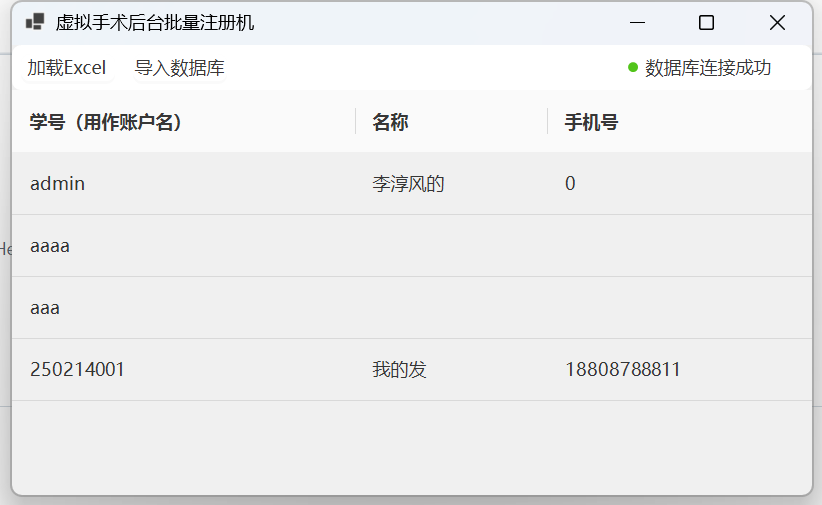 虚拟手术后台批量注册机
加载Excel 导入数据库 数据库连接成功
学号（用作账户名） 名称 手机号
admin 李淳风的 0
He
aaaa
aaa
250214001 我的发 18808788811